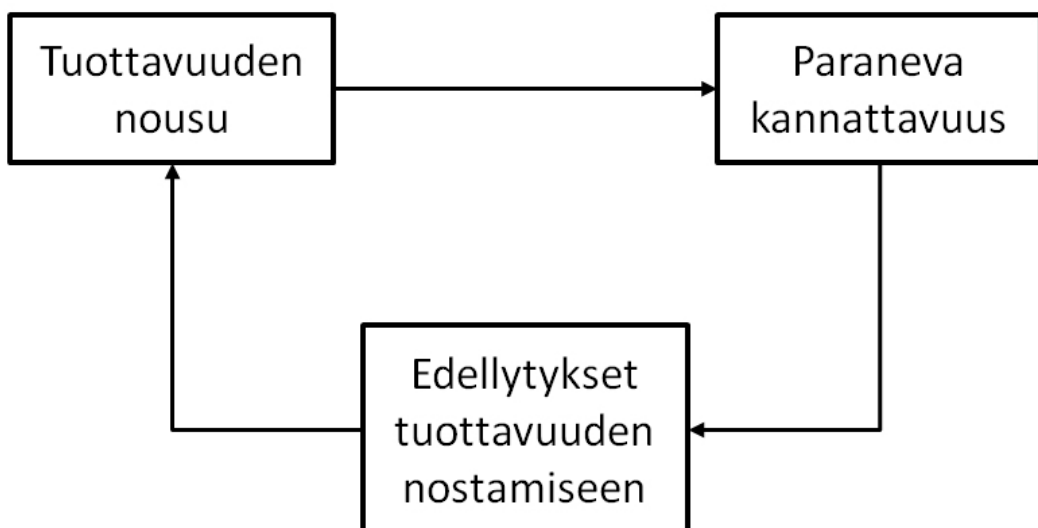 Tuottavuuden
nousu
Paraneva
kannattavuus
Edellytykset
tuottavuuden
nostamiseen